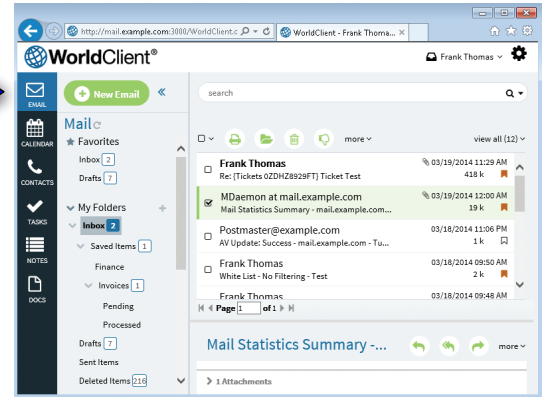 http://mail.example.com:3000/WorldClient.c
WorldClient - Frank Thoma...
WorldClient®
Frank Thomas
EMAIL
CALENDAR
CONTACTS
TASKS
NOTES
DOCS
+ New Email
«
Mail
Favorites
Inbox 2
Drafts 7
My Folders +
Inbox 2
Saved Items 1
Finance
Invoices 1
Pending
Processed
Drafts 7
Sent Items
Deleted Items 216
search
more
view all (12)
Frank Thomas 03/19/2014 11:29 AM
Re: {Tickets 0ZDHZ8929FT} Ticket Test 418 k
MDaemon at mail.example.com 03/19/2014 12:00 AM
Mail Statistics Summary - mail.example.com... 19 k
Postmaster@example.com 03/18/2014 11:06 PM
AV Update: Success - mail.example.com - Tu... 1 k
Frank Thomas 03/18/2014 09:50 AM
White List - No Filtering - Test 2 k
Frank Thomas 03/18/2014 09:48 AM
Page 1 of 1
Mail Statistics Summary -...
more
1 Attachments